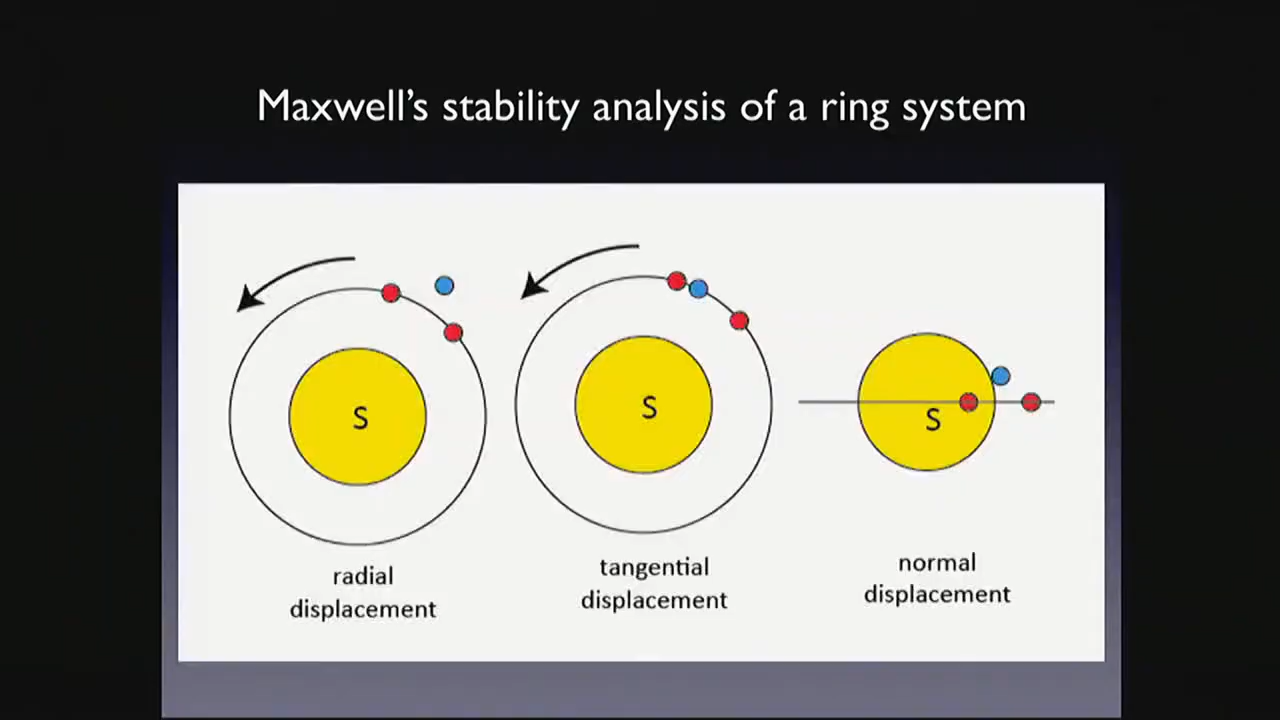 Maxwell's stability analysis of a ring system
S
radial
displacement
S
tangential
displacement
S
normal
displacement